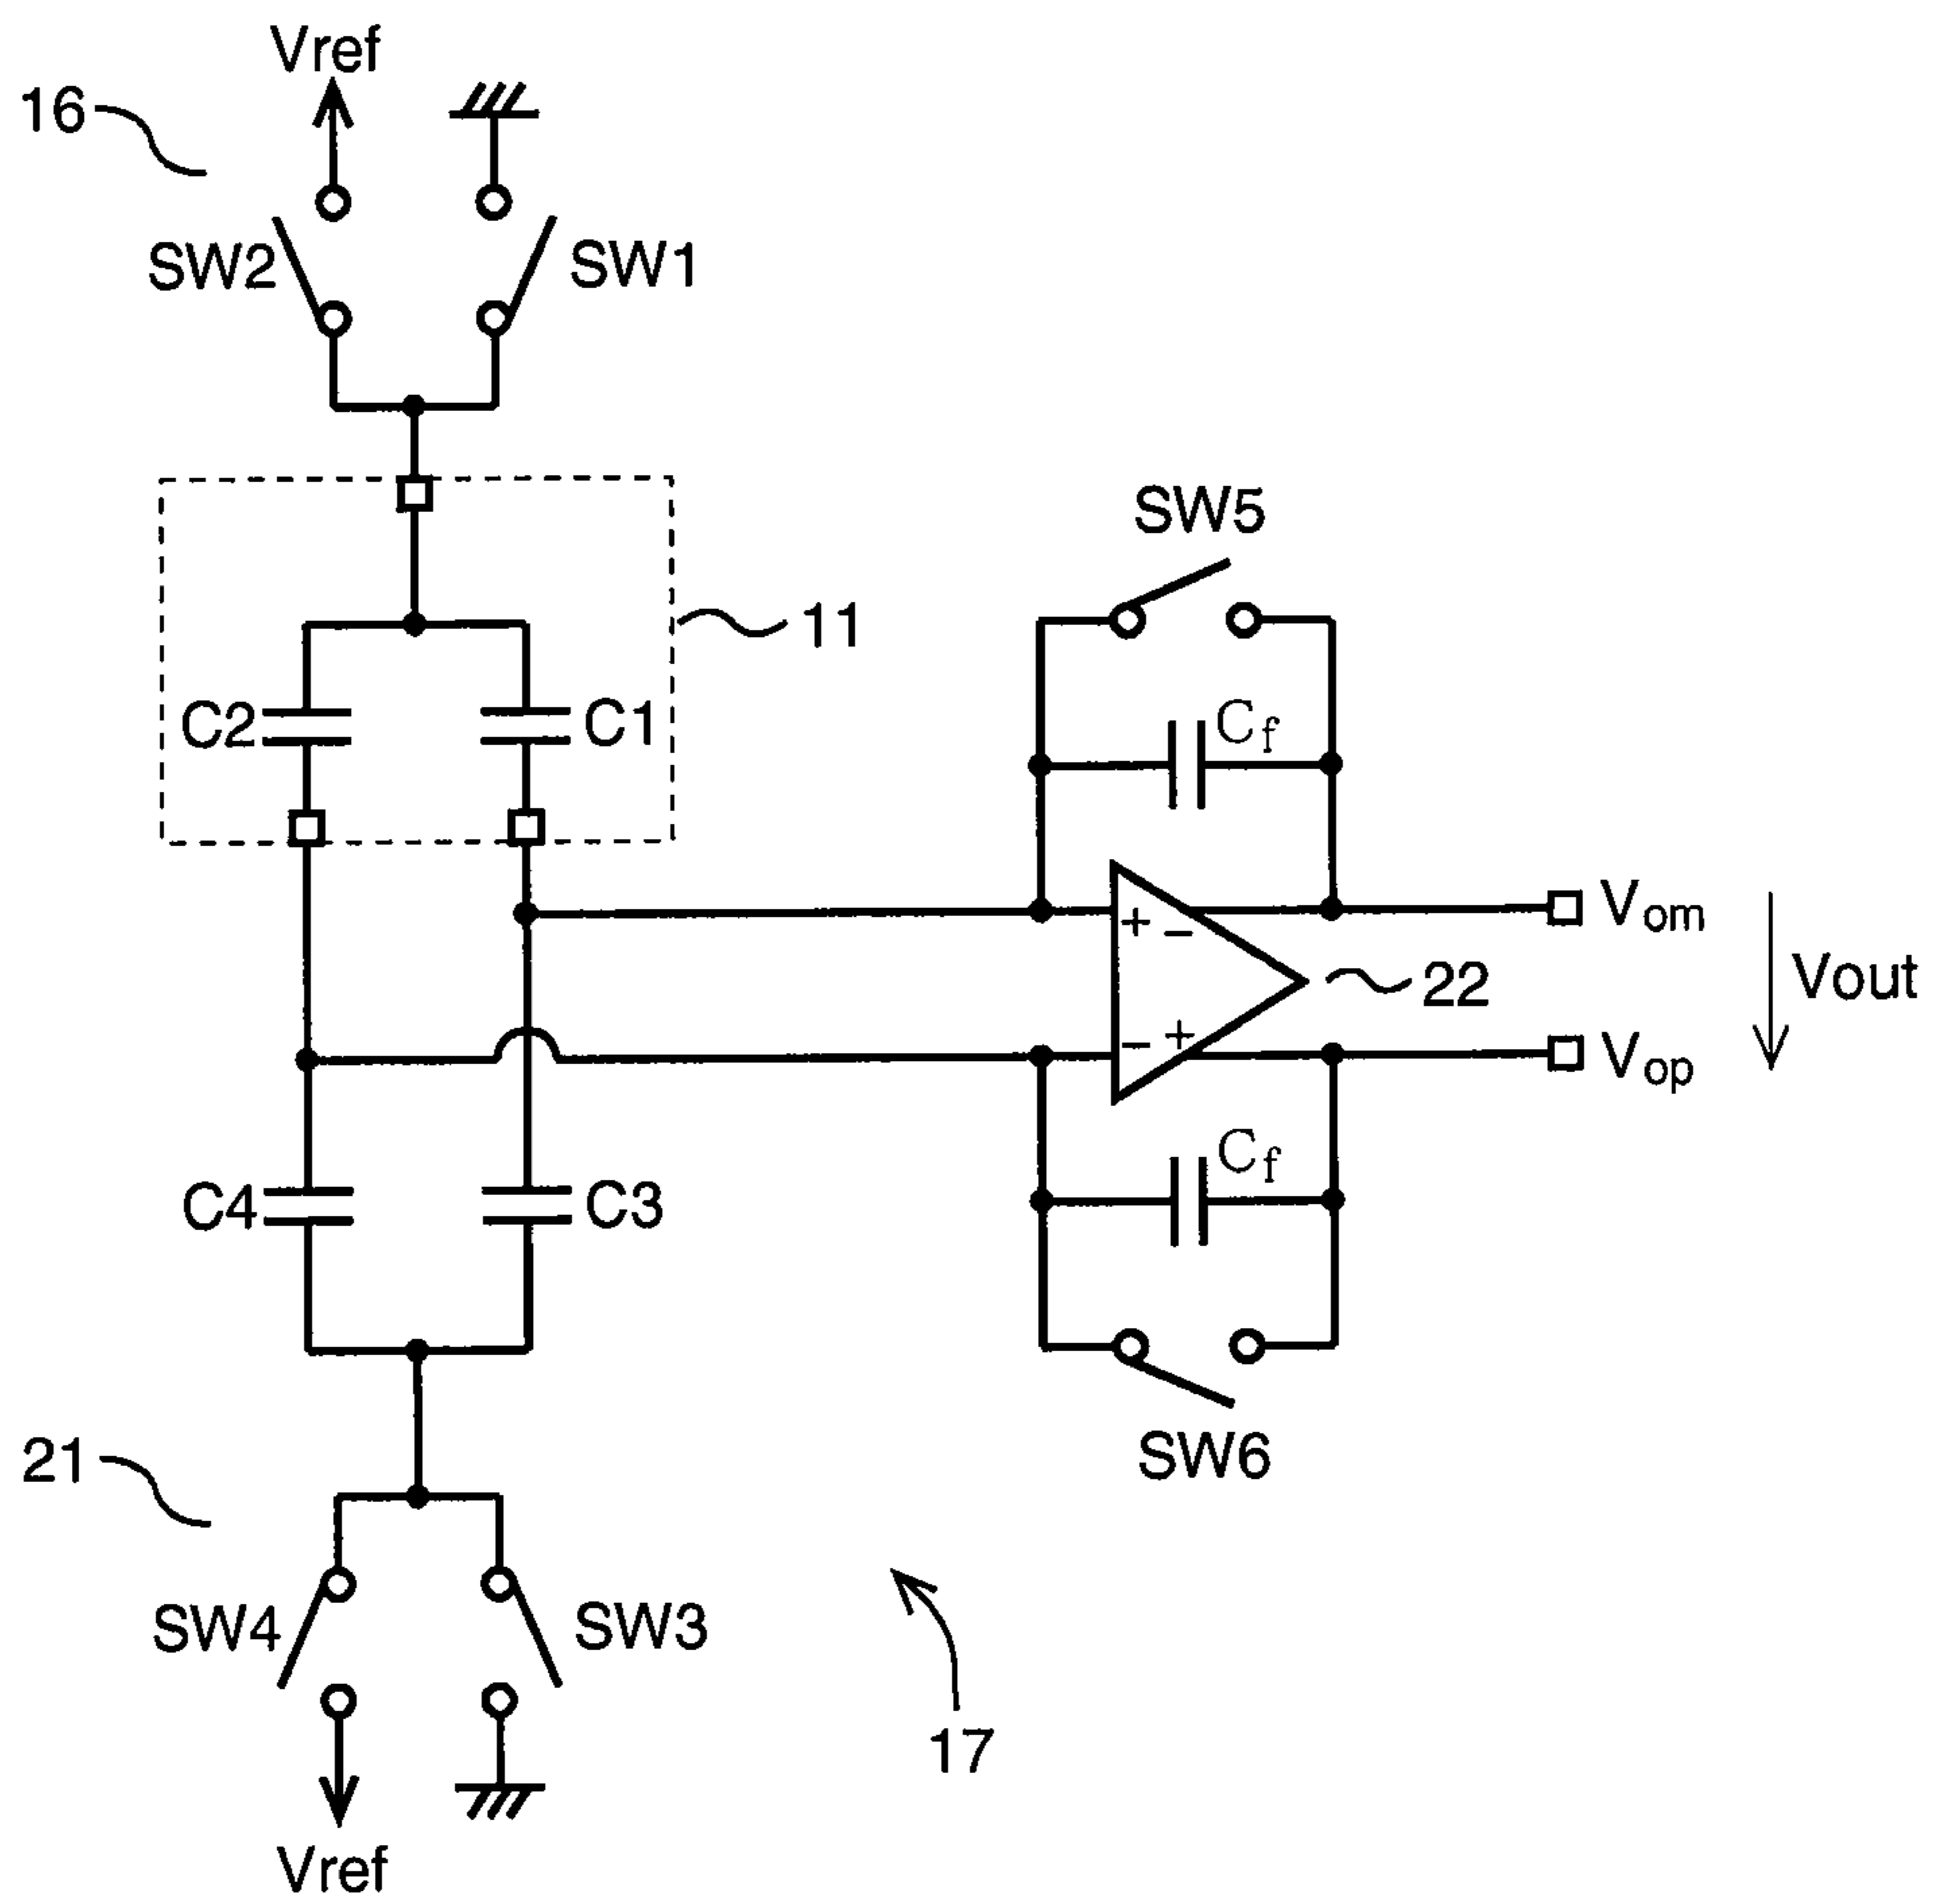 Vref
16
SW2
SW1
SW5
11
C2
C1
Cf
+
−
Vom
22
Vout
−
+
Vop
Cf
C4
C3
SW6
21
SW4
SW3
17
Vref